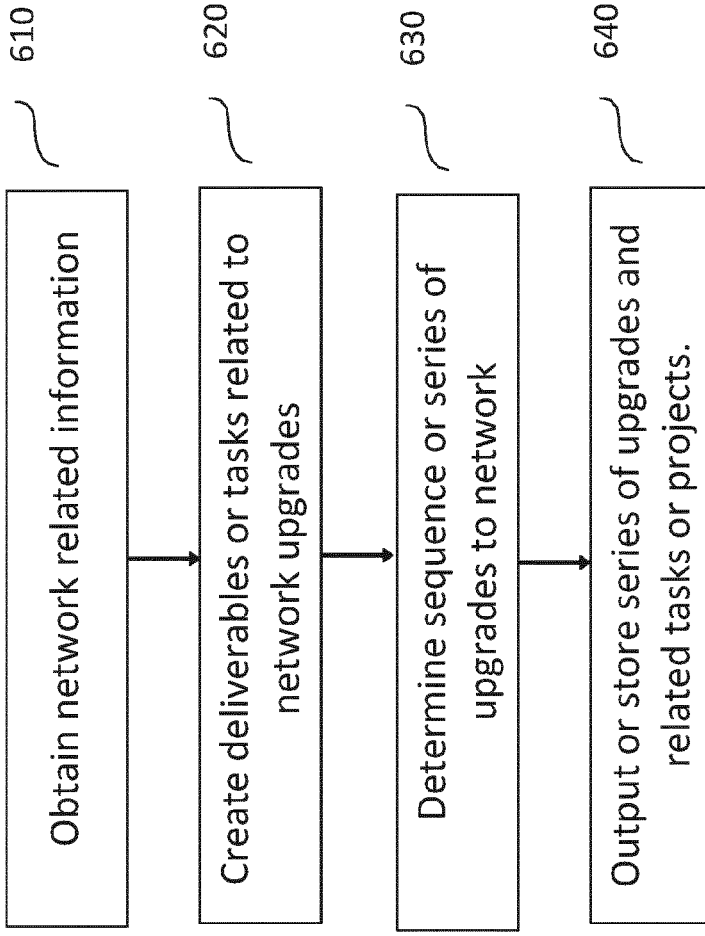 Obtain network related information
610
Create deliverables or tasks related to
network upgrades
620
Determine sequence or series of
upgrades to network
630
Output or store series of upgrades and
related tasks or projects.
640